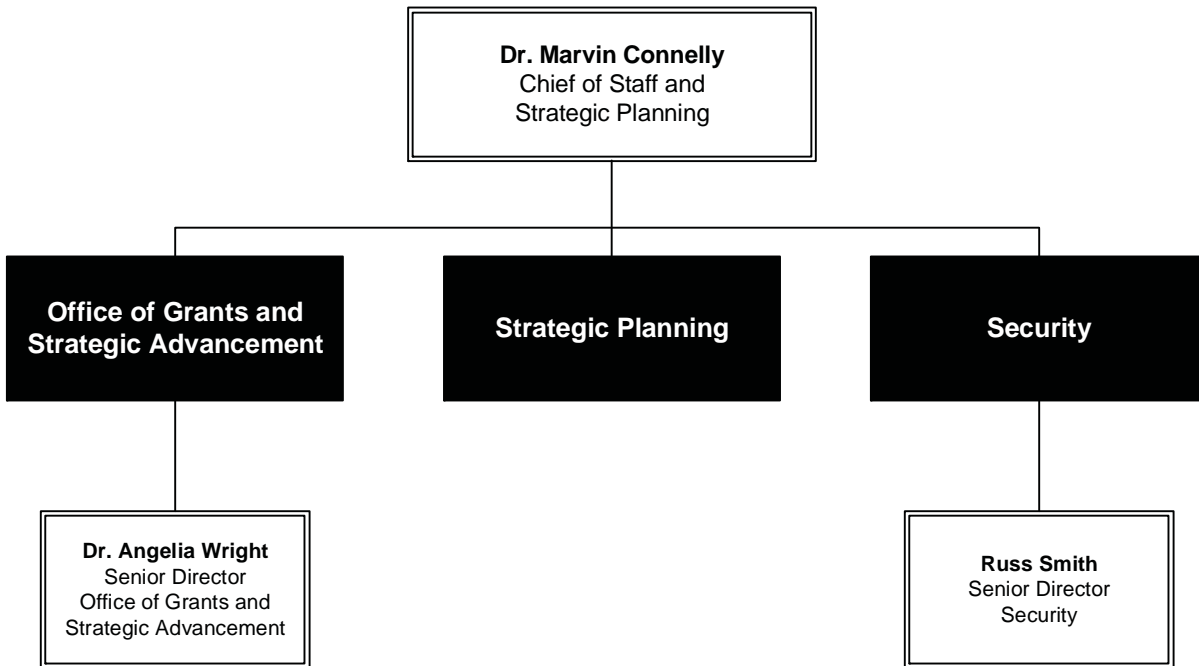 Dr. Marvin Connelly
Chief of Staff and
Strategic Planning
Office of Grants and
Strategic Advancement
Strategic Planning
Security
Dr. Angelia Wright
Senior Director
Office of Grants and
Strategic Advancement
Russ Smith
Senior Director
Security